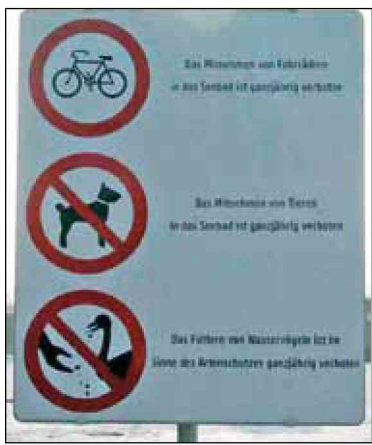 Das Mitnehmen von Fahrrädern
in das Seebad ist ganzjährig verboten
Das Mitnehmen von Tieren
in das Seebad ist ganzjährig verboten
Das Füttern von Wasservögeln ist im
Sinne des Artenschutzes ganzjährig verboten